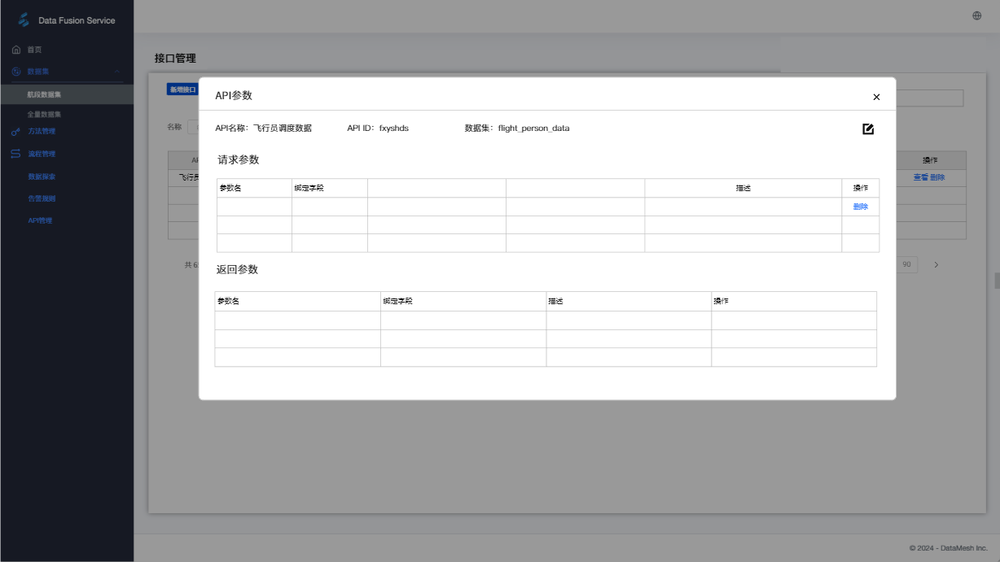 Data Fusion Service
首页
数据集
航段数据集
全量数据集
方法管理
流程管理
数据探索
告警规则
API管理
接口管理
新增接口
名称
操作
飞行员
查看 删除
共 6
90
API参数
API名称：飞行员调度数据 API ID：fxyshds 数据集：flight_person_data
请求参数
参数名 绑定字段 描述 操作
删除
返回参数
参数名 绑定字段 描述 操作
© 2024 - DataMesh Inc.